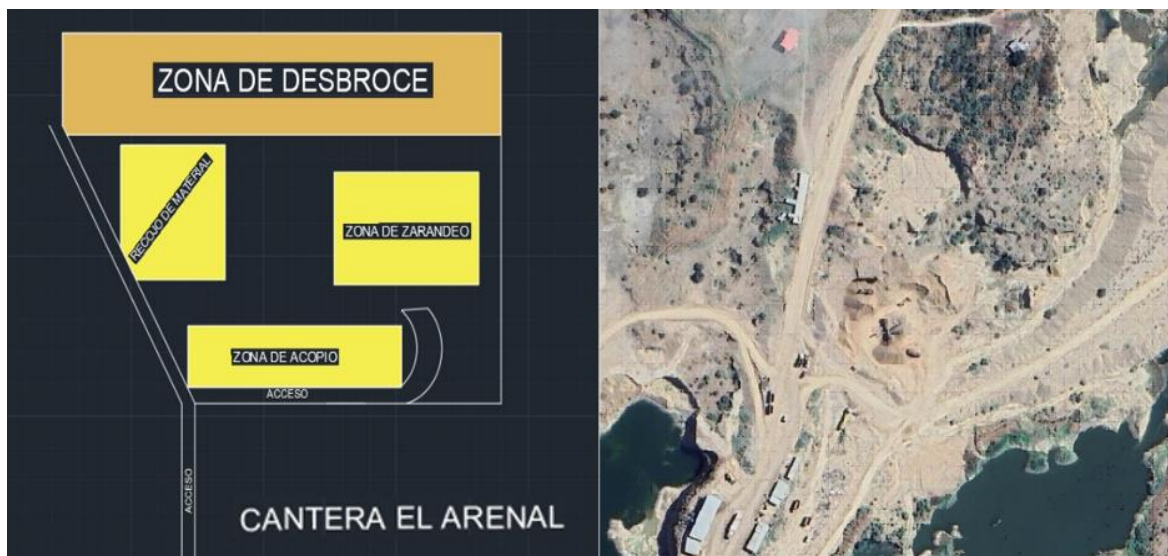 ZONA DE DESBROCE
RECOJO DE MATERIAL
ZONA DE ZARANDEO
ZONA DE ACOPIO
ACCESO
ACCESO
CANTERA EL ARENAL